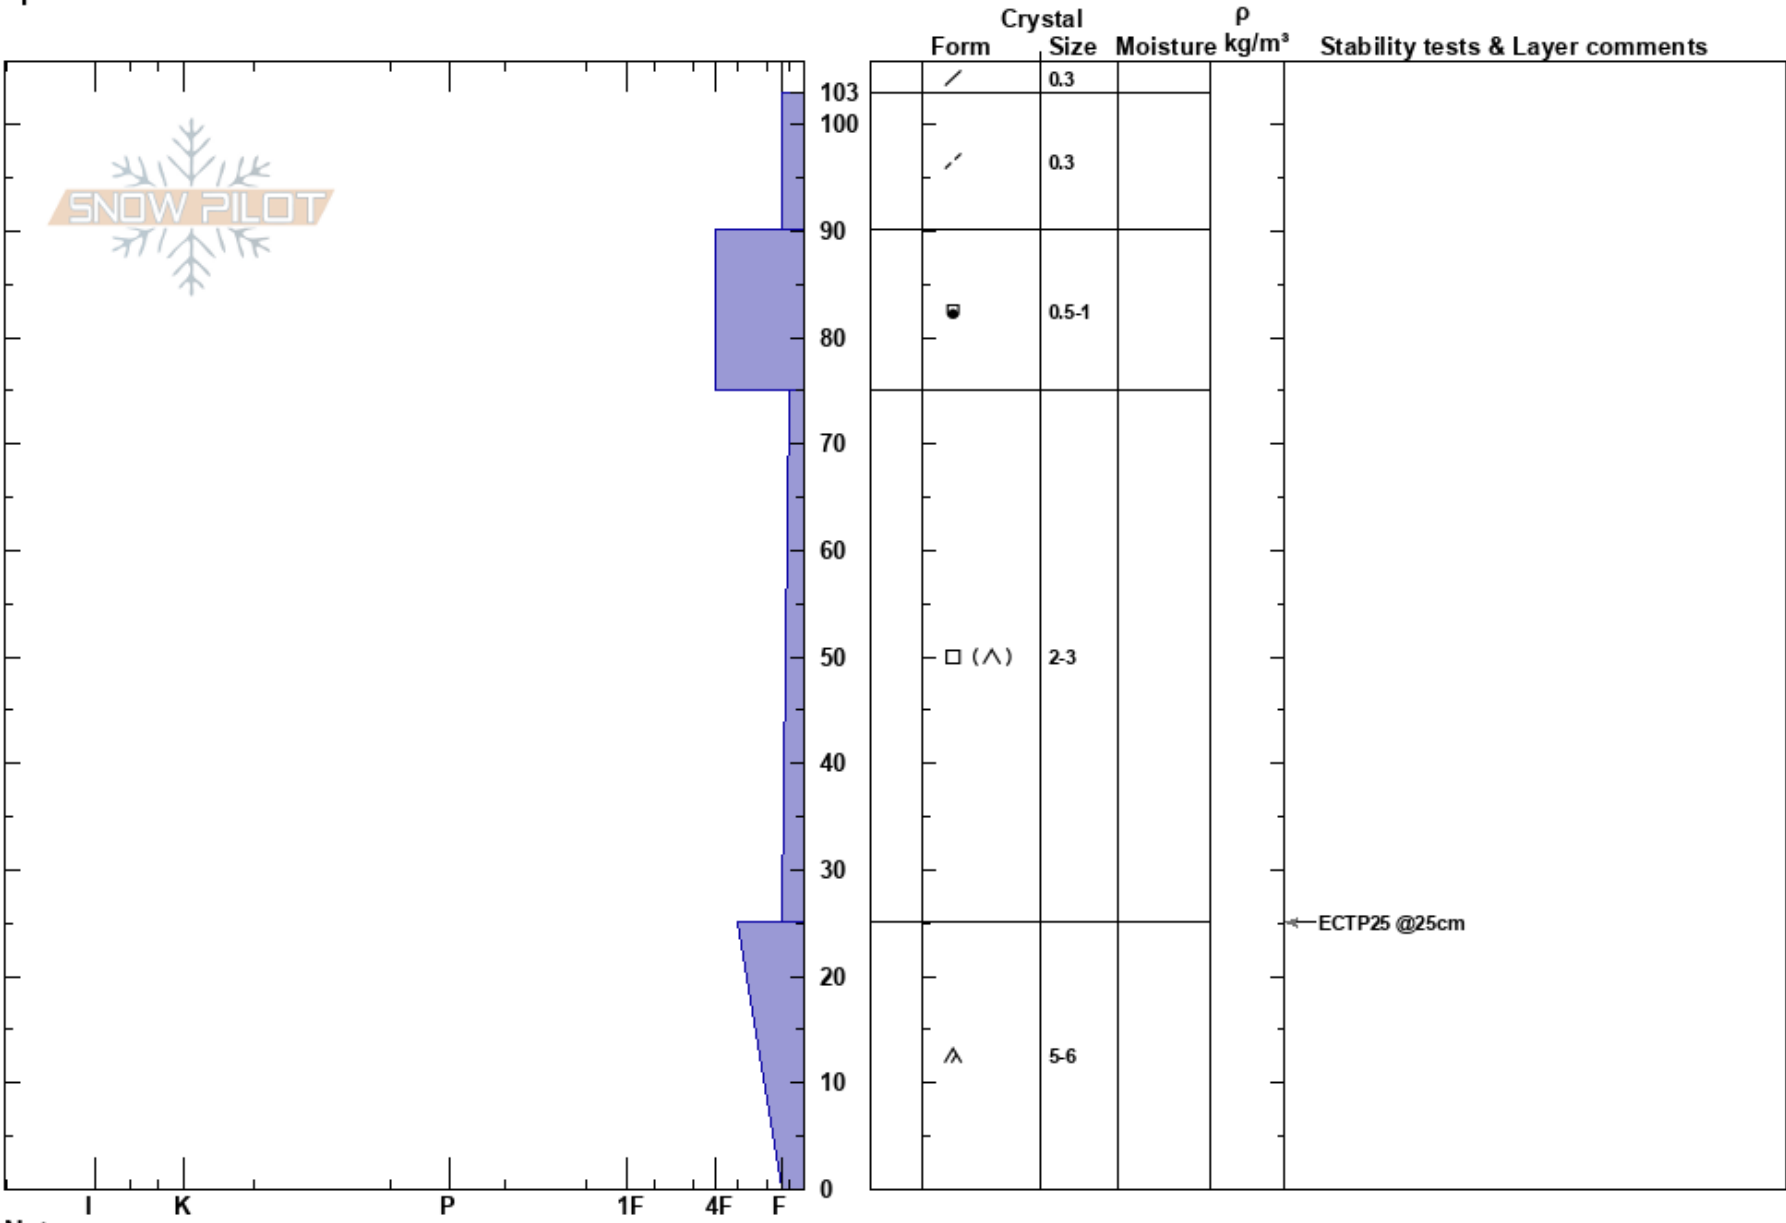 Crystal
ρ
Form Size Moisture kg/m³ Stability tests & Layer comments
0.3
103
100
0.3
SNOW PILOT
90
0.5-1
80
70
60
50
(∧) 2-3
40
30
ECTP25 @25cm
20
5-6
10
0
I K P 1F 4F F